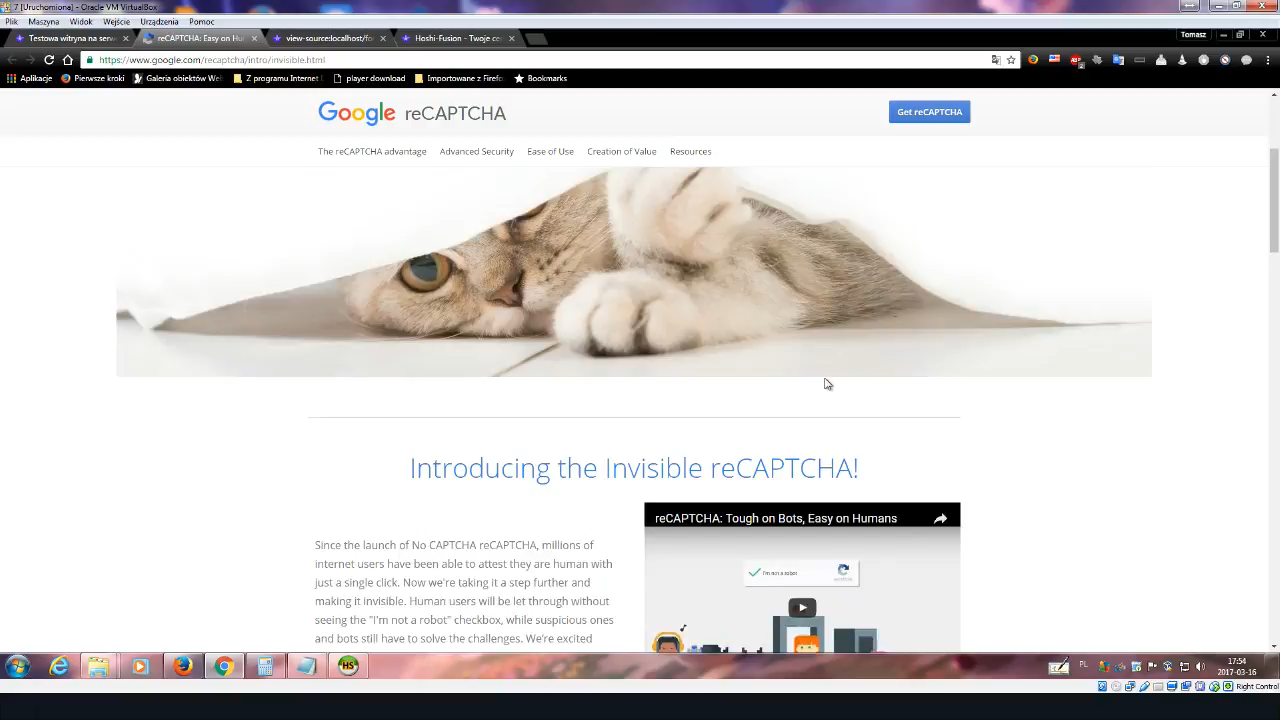 7 [Uruchomiona] - Oracle VM VirtualBox
Plik Maszyna Widok Wejście Urządzenia Pomoc
Testowa witryna na serwe
reCAPTCHA: Easy on Hu
view-source:localhost/fo
Hoshi-Fusion - Twoje ce
Tomasz
https://www.google.com/recaptcha/intro/invisible.html
Aplikacje Pierwsze kroki Galeria obiektów We Z programu Internet player download Importowane z Firefo Bookmarks
Google reCAPTCHA
Get reCAPTCHA
The reCAPTCHA advantage Advanced Security Ease of Use Creation of Value Resources
Introducing the Invisible reCAPTCHA!
Since the launch of No CAPTCHA reCAPTCHA, millions of
internet users have been able to attest they are human with
just a single click. Now we're taking it a step further and
making it invisible. Human users will be let through without
seeing the "I'm not a robot" checkbox, while suspicious ones
and bots still have to solve the challenges. We're excited
reCAPTCHA: Tough on Bots, Easy on Humans
I'm not a robot
HS
PL
17:54
2017-03-16
Right Control